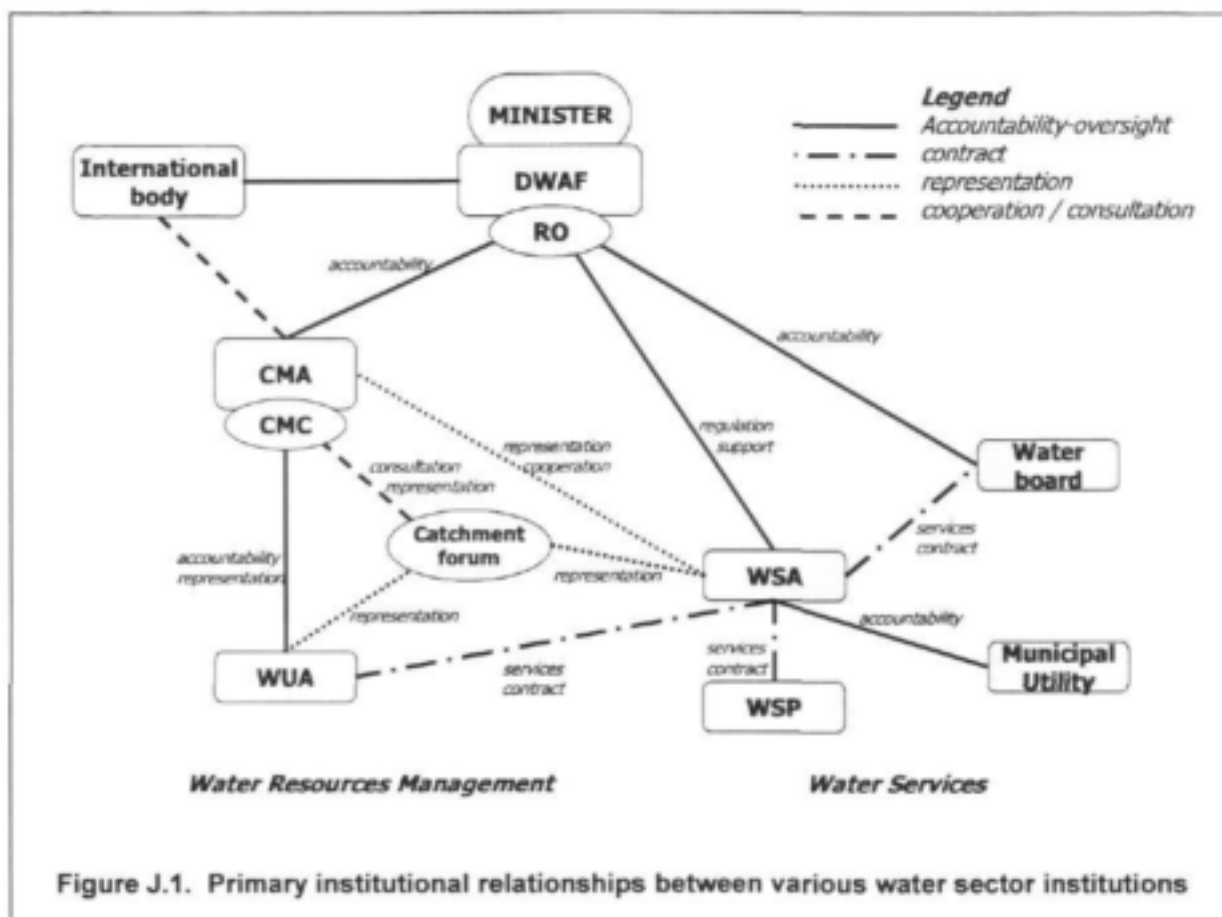 MINISTER
DWAF
RO
International
body
Legend
Accountability-oversight
contract
representation
cooperation / consultation
accountability
accountability
CMA
CMC
regulation
support
representation
cooperation
consultation
representation
Water
board
services
contract
Catchment
forum
accountability
representation
representation
WSA
representation
accountability
WUA
services
contract
services
contract
WSP
Municipal
Utility
Water Resources Management
Water Services
Figure J.1. Primary institutional relationships between various water sector institutions